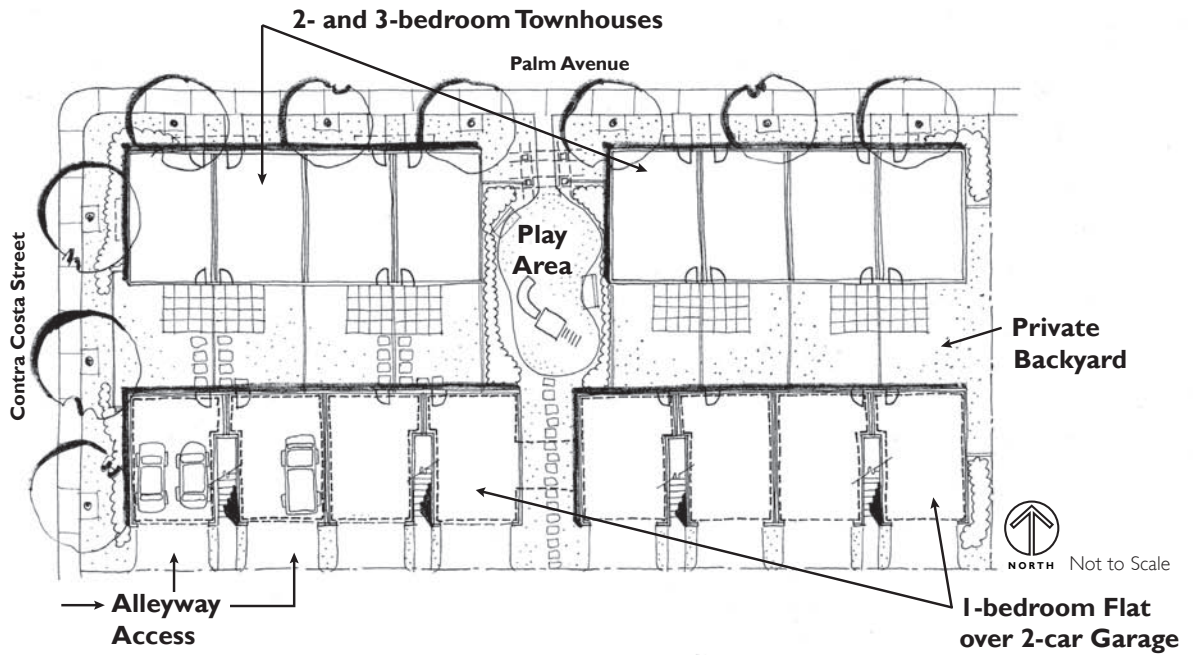 2- and 3-bedroom Townhouses
Palm Avenue
Contra Costa Street
Play
Area
Private
Backyard
NORTH
Not to Scale
Alleyway
Access
1-bedroom Flat
over 2-car Garage